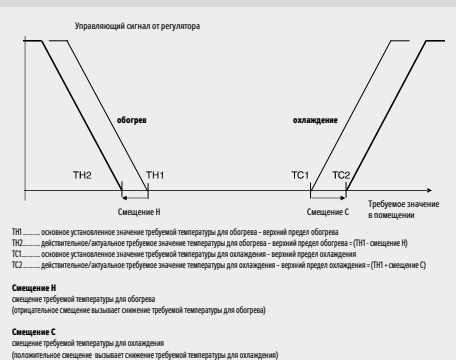 Управляющий сигнал от регулятора
обогрев
охлаждение
TH2
TH1
TC1
TC2
Смещение H
Смещение C
Требуемое значение
в помещении
TH1 .......... основное установленное значение требуемой температуры для обогрева – верхний предел обогрева
TH2 .......... действительное/актуальное требуемое значение температуры для обогрева – верхний предел обогрева = (TH1 - смещение H)
TC1 .......... основное установленное значение требуемой температуры для охлаждения – верхний предел охлаждения
TC2 .......... действительное/актуальное требуемое значение температуры для охлаждения – верхний предел охлаждения = (TH1 + смещение C)
Смещение H
смещение требуемой температуры для обогрева
(отрицательное смещение вызывает снижение требуемой температуры для обогрева)
Смещение C
смещение требуемой температуры для охлаждения
(положительное смещение вызывает снижение требуемой температуры для охлаждения)